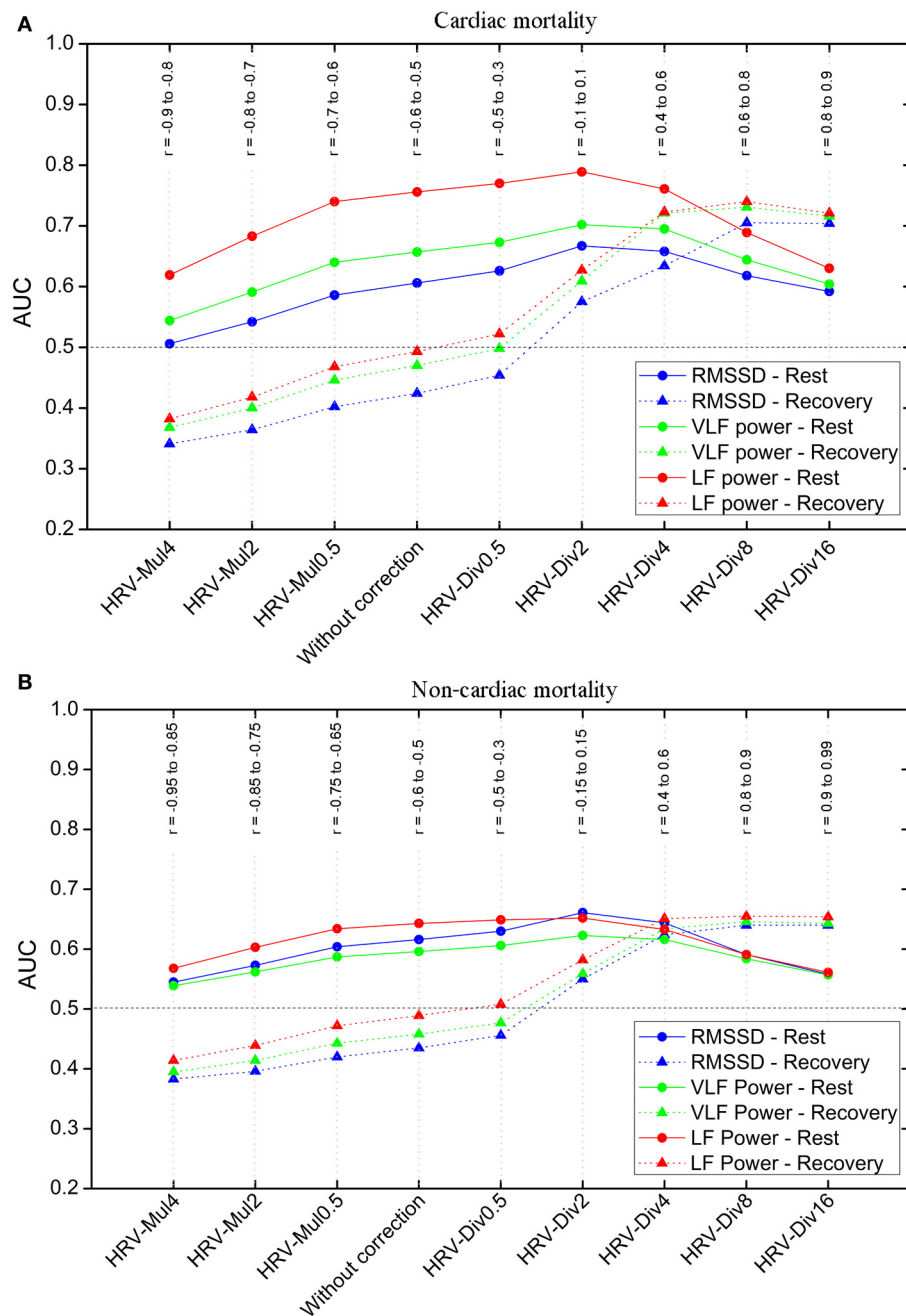 A
Cardiac mortality
1.0
0.9
0.8
0.7
0.6
0.5
0.4
0.3
0.2
AUC
r = -0.9 to -0.8
r = -0.8 to -0.7
r = -0.7 to -0.6
r = -0.6 to -0.5
r = -0.5 to -0.3
r = -0.1 to 0.1
r = 0.4 to 0.6
r = 0.6 to 0.8
r = 0.8 to 0.9
RMSSD - Rest
RMSSD - Recovery
VLF power - Rest
VLF power - Recovery
LF power - Rest
LF power - Recovery
HRV-Mul4
HRV-Mul2
HRV-Mul0.5
Without correction
HRV-Div0.5
HRV-Div2
HRV-Div4
HRV-Div8
HRV-Div16
B
Non-cardiac mortality
1.0
0.9
0.8
0.7
0.6
0.5
0.4
0.3
0.2
AUC
r = -0.95 to -0.85
r = -0.85 to -0.75
r = -0.75 to -0.65
r = -0.6 to -0.5
r = -0.5 to -0.3
r = -0.15 to 0.15
r = 0.4 to 0.6
r = 0.8 to 0.9
r = 0.9 to 0.99
RMSSD - Rest
RMSSD - Recovery
VLF Power - Rest
VLF Power - Recovery
LF Power - Rest
LF Power - Recovery
HRV-Mul4
HRV-Mul2
HRV-Mul0.5
Without correction
HRV-Div0.5
HRV-Div2
HRV-Div4
HRV-Div8
HRV-Div16